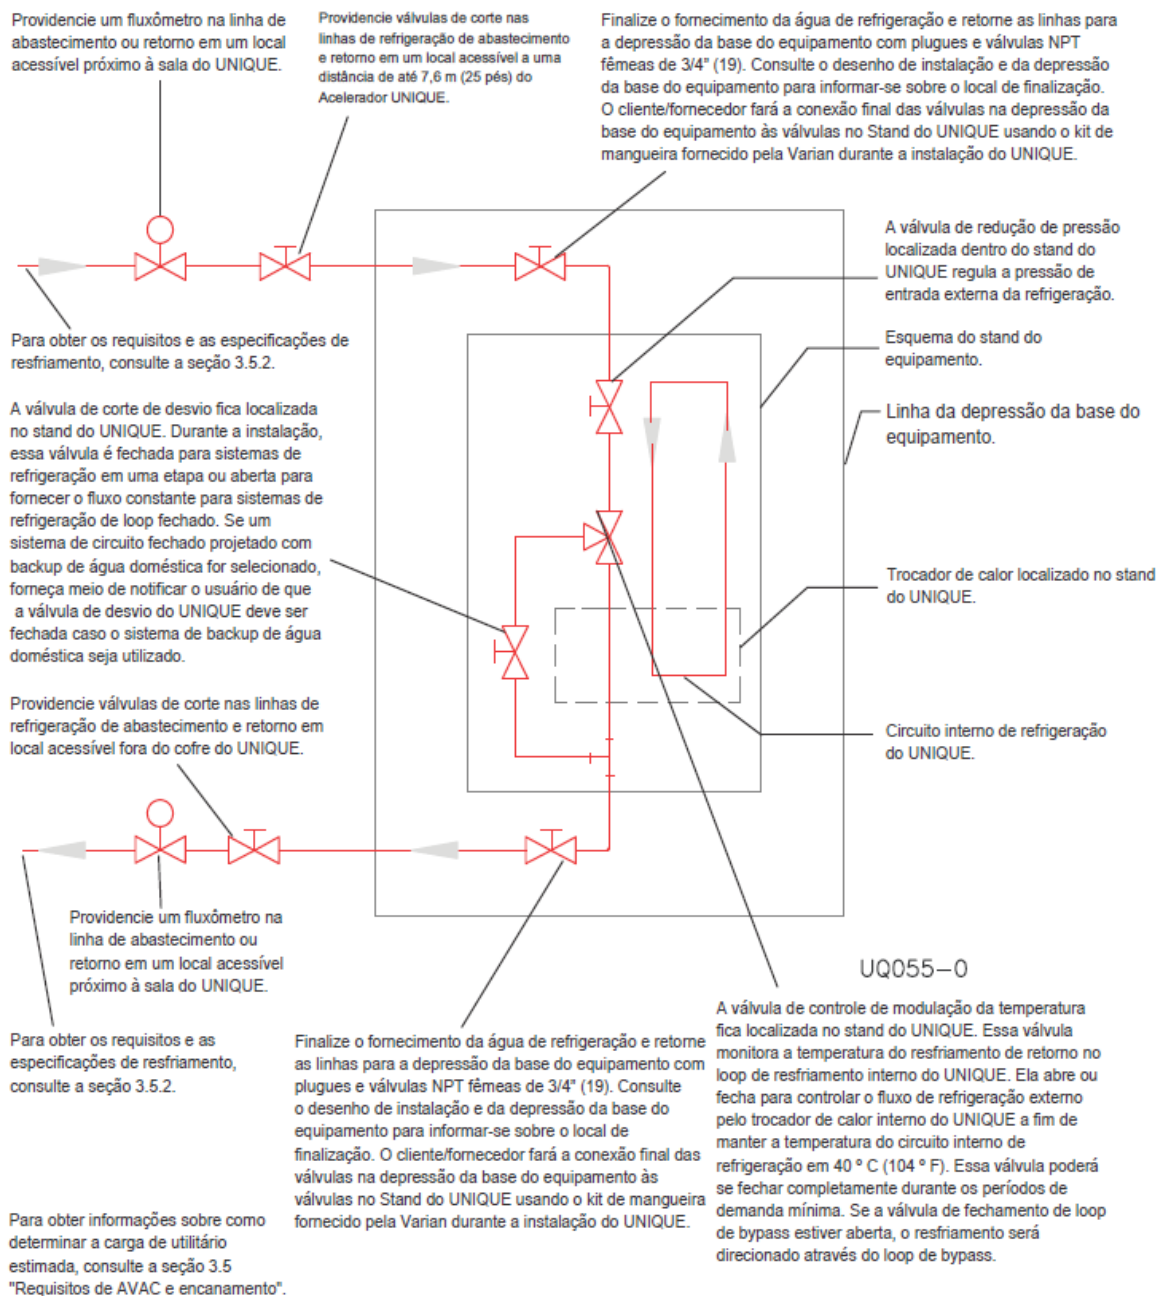 Providencie um fluxômetro na linha de
abastecimento ou retorno em um local
acessível próximo à sala do UNIQUE.
Providencie válvulas de corte nas
linhas de refrigeração de abastecimento
e retorno em um local acessível a uma
distância de até 7,6 m (25 pés) do
Acelerador UNIQUE.
Finalize o fornecimento da água de refrigeração e retorne as linhas para
a depressão da base do equipamento com plugues e válvulas NPT
fêmeas de 3/4" (19). Consulte o desenho de instalação e da depressão
da base do equipamento para informar-se sobre o local de finalização.
O cliente/fornecedor fará a conexão final das válvulas na depressão da
base do equipamento às válvulas no Stand do UNIQUE usando o kit de
mangueira fornecido pela Varian durante a instalação do UNIQUE.
A válvula de redução de pressão
localizada dentro do stand do
UNIQUE regula a pressão de
entrada externa da refrigeração.
Esquema do stand do
equipamento.
Linha da depressão da base do
equipamento.
Para obter os requisitos e as especificações de
resfriamento, consulte a seção 3.5.2.
A válvula de corte de desvio fica localizada
no stand do UNIQUE. Durante a instalação,
essa válvula é fechada para sistemas de
refrigeração em uma etapa ou aberta para
fornecer o fluxo constante para sistemas de
refrigeração de loop fechado. Se um
sistema de circuito fechado projetado com
backup de água doméstica for selecionado,
forneça meio de notificar o usuário de que
a válvula de desvio do UNIQUE deve ser
fechada caso o sistema de backup de água
doméstica seja utilizado.
Trocador de calor localizado no stand
do UNIQUE.
Providencie válvulas de corte nas linhas de
refrigeração de abastecimento e retorno em
local acessível fora do cofre do UNIQUE.
Circuito interno de refrigeração
do UNIQUE.
Providencie um fluxômetro na
linha de abastecimento ou
retorno em um local acessível
próximo à sala do UNIQUE.
UQ055-0
Para obter os requisitos e as
especificações de resfriamento,
consulte a seção 3.5.2.
Finalize o fornecimento da água de refrigeração e retorne
as linhas para a depressão da base do equipamento com
plugues e válvulas NPT fêmeas de 3/4" (19). Consulte
o desenho de instalação e da depressão da base do
equipamento para informar-se sobre o local de
finalização. O cliente/fornecedor fará a conexão final das
válvulas na depressão da base do equipamento às
válvulas no Stand do UNIQUE usando o kit de mangueira
fornecido pela Varian durante a instalação do UNIQUE.
A válvula de controle de modulação da temperatura
fica localizada no stand do UNIQUE. Essa válvula
monitora a temperatura do resfriamento de retorno no
loop de resfriamento interno do UNIQUE. Ela abre ou
fecha para controlar o fluxo de refrigeração externo
pelo trocador de calor interno do UNIQUE a fim de
manter a temperatura do circuito interno de
refrigeração em 40 º C (104 º F). Essa válvula poderá
se fechar completamente durante os períodos de
demanda mínima. Se a válvula de fechamento de loop
de bypass estiver aberta, o resfriamento será
direcionado através do loop de bypass.
Para obter informações sobre como
determinar a carga de utilitário
estimada, consulte a seção 3.5
"Requisitos de AVAC e encanamento".